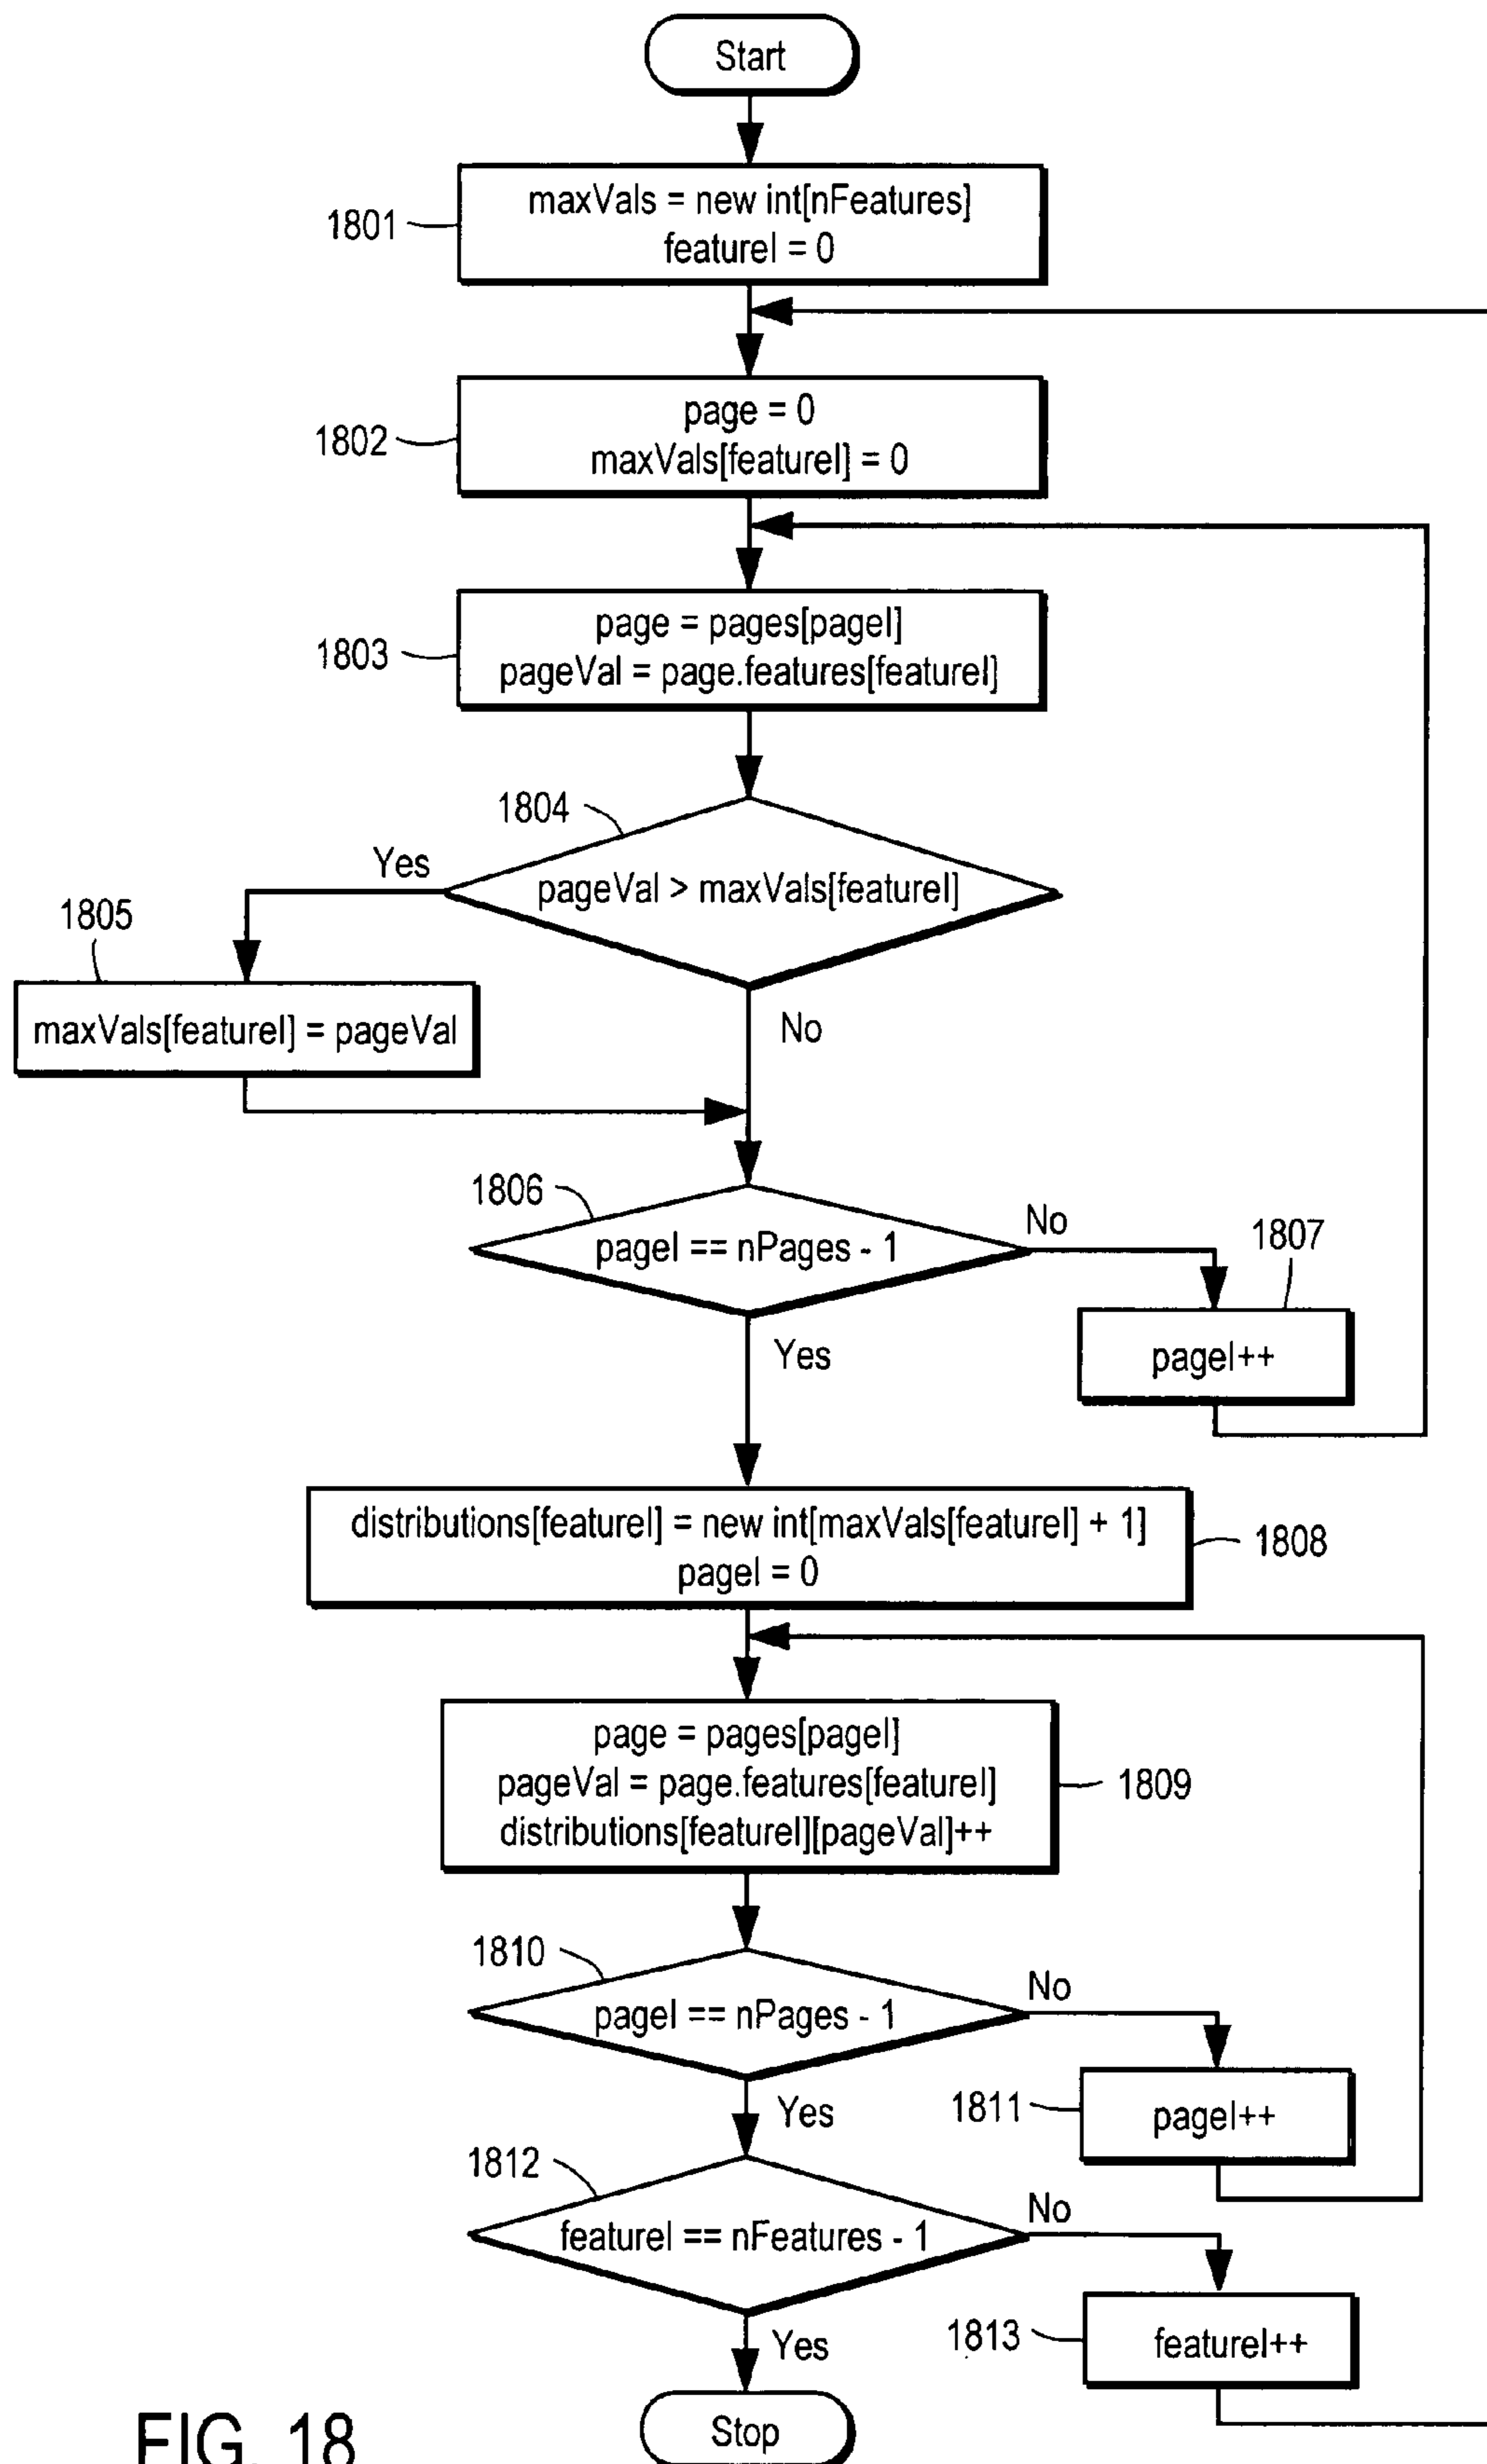 Start
1801
maxVals = new int[nFeatures]
featureI = 0
1802
page = 0
maxVals[featureI] = 0
1803
page = pages[pageI]
pageVal = page.features[featureI]
1804
pageVal > maxVals[featureI]
Yes
No
1805
maxVals[featureI] = pageVal
1806
pageI == nPages - 1
No
Yes
1807
pageI++
distributions[featureI] = new int[maxVals[featureI] + 1]
pageI = 0
1808
page = pages[pageI]
pageVal = page.features[featureI]
distributions[featureI][pageVal]++
1809
1810
pageI == nPages - 1
No
Yes
1811
pageI++
1812
featureI == nFeatures - 1
No
Yes
1813
featureI++
Stop
FIG. 18